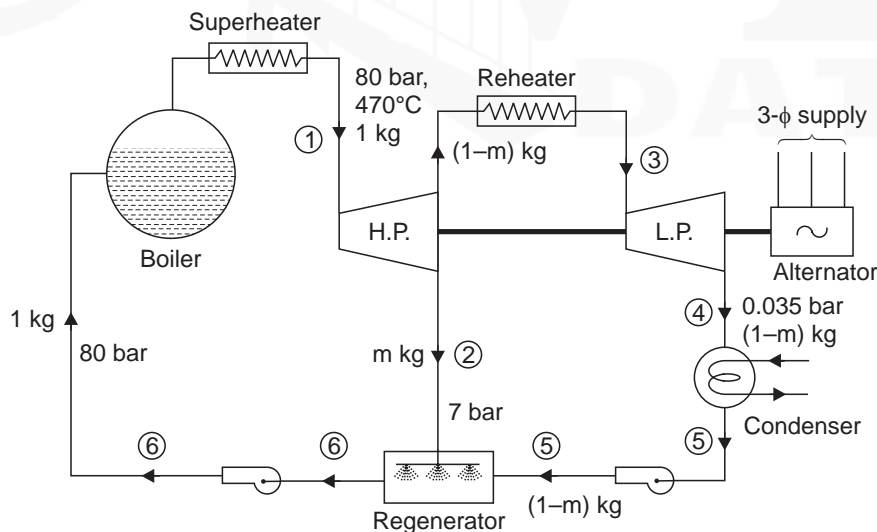 Superheater
80 bar,
470°C
1 kg
①
Reheater
(1–m) kg
③
3-ϕ supply
H.P.
L.P.
Boiler
Alternator
④
0.035 bar
(1–m) kg
1 kg
80 bar
m kg
②
7 bar
Condenser
⑥
⑥
⑤
⑤
(1–m) kg
Regenerator